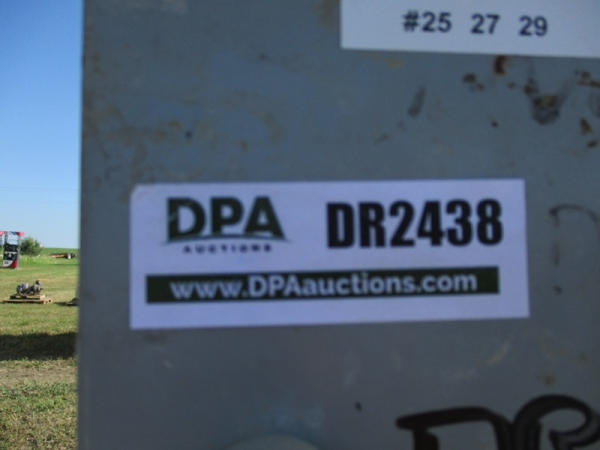 #25 27 29
DPA
AUCTIONS
DR2438
www.DPAauctions.com